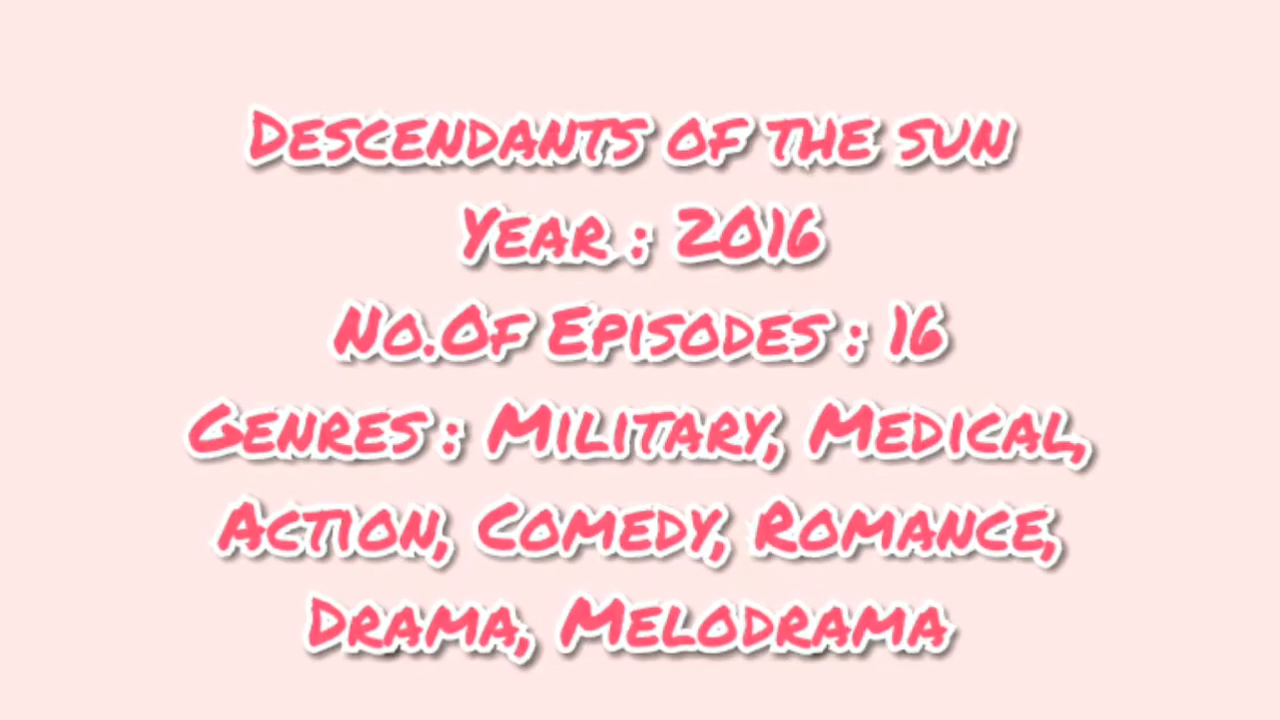 Descendants of the sun
Year : 2016
No.Of Episodes : 16
Genres : Military, Medical,
Action, Comedy, Romance,
Drama, Melodrama